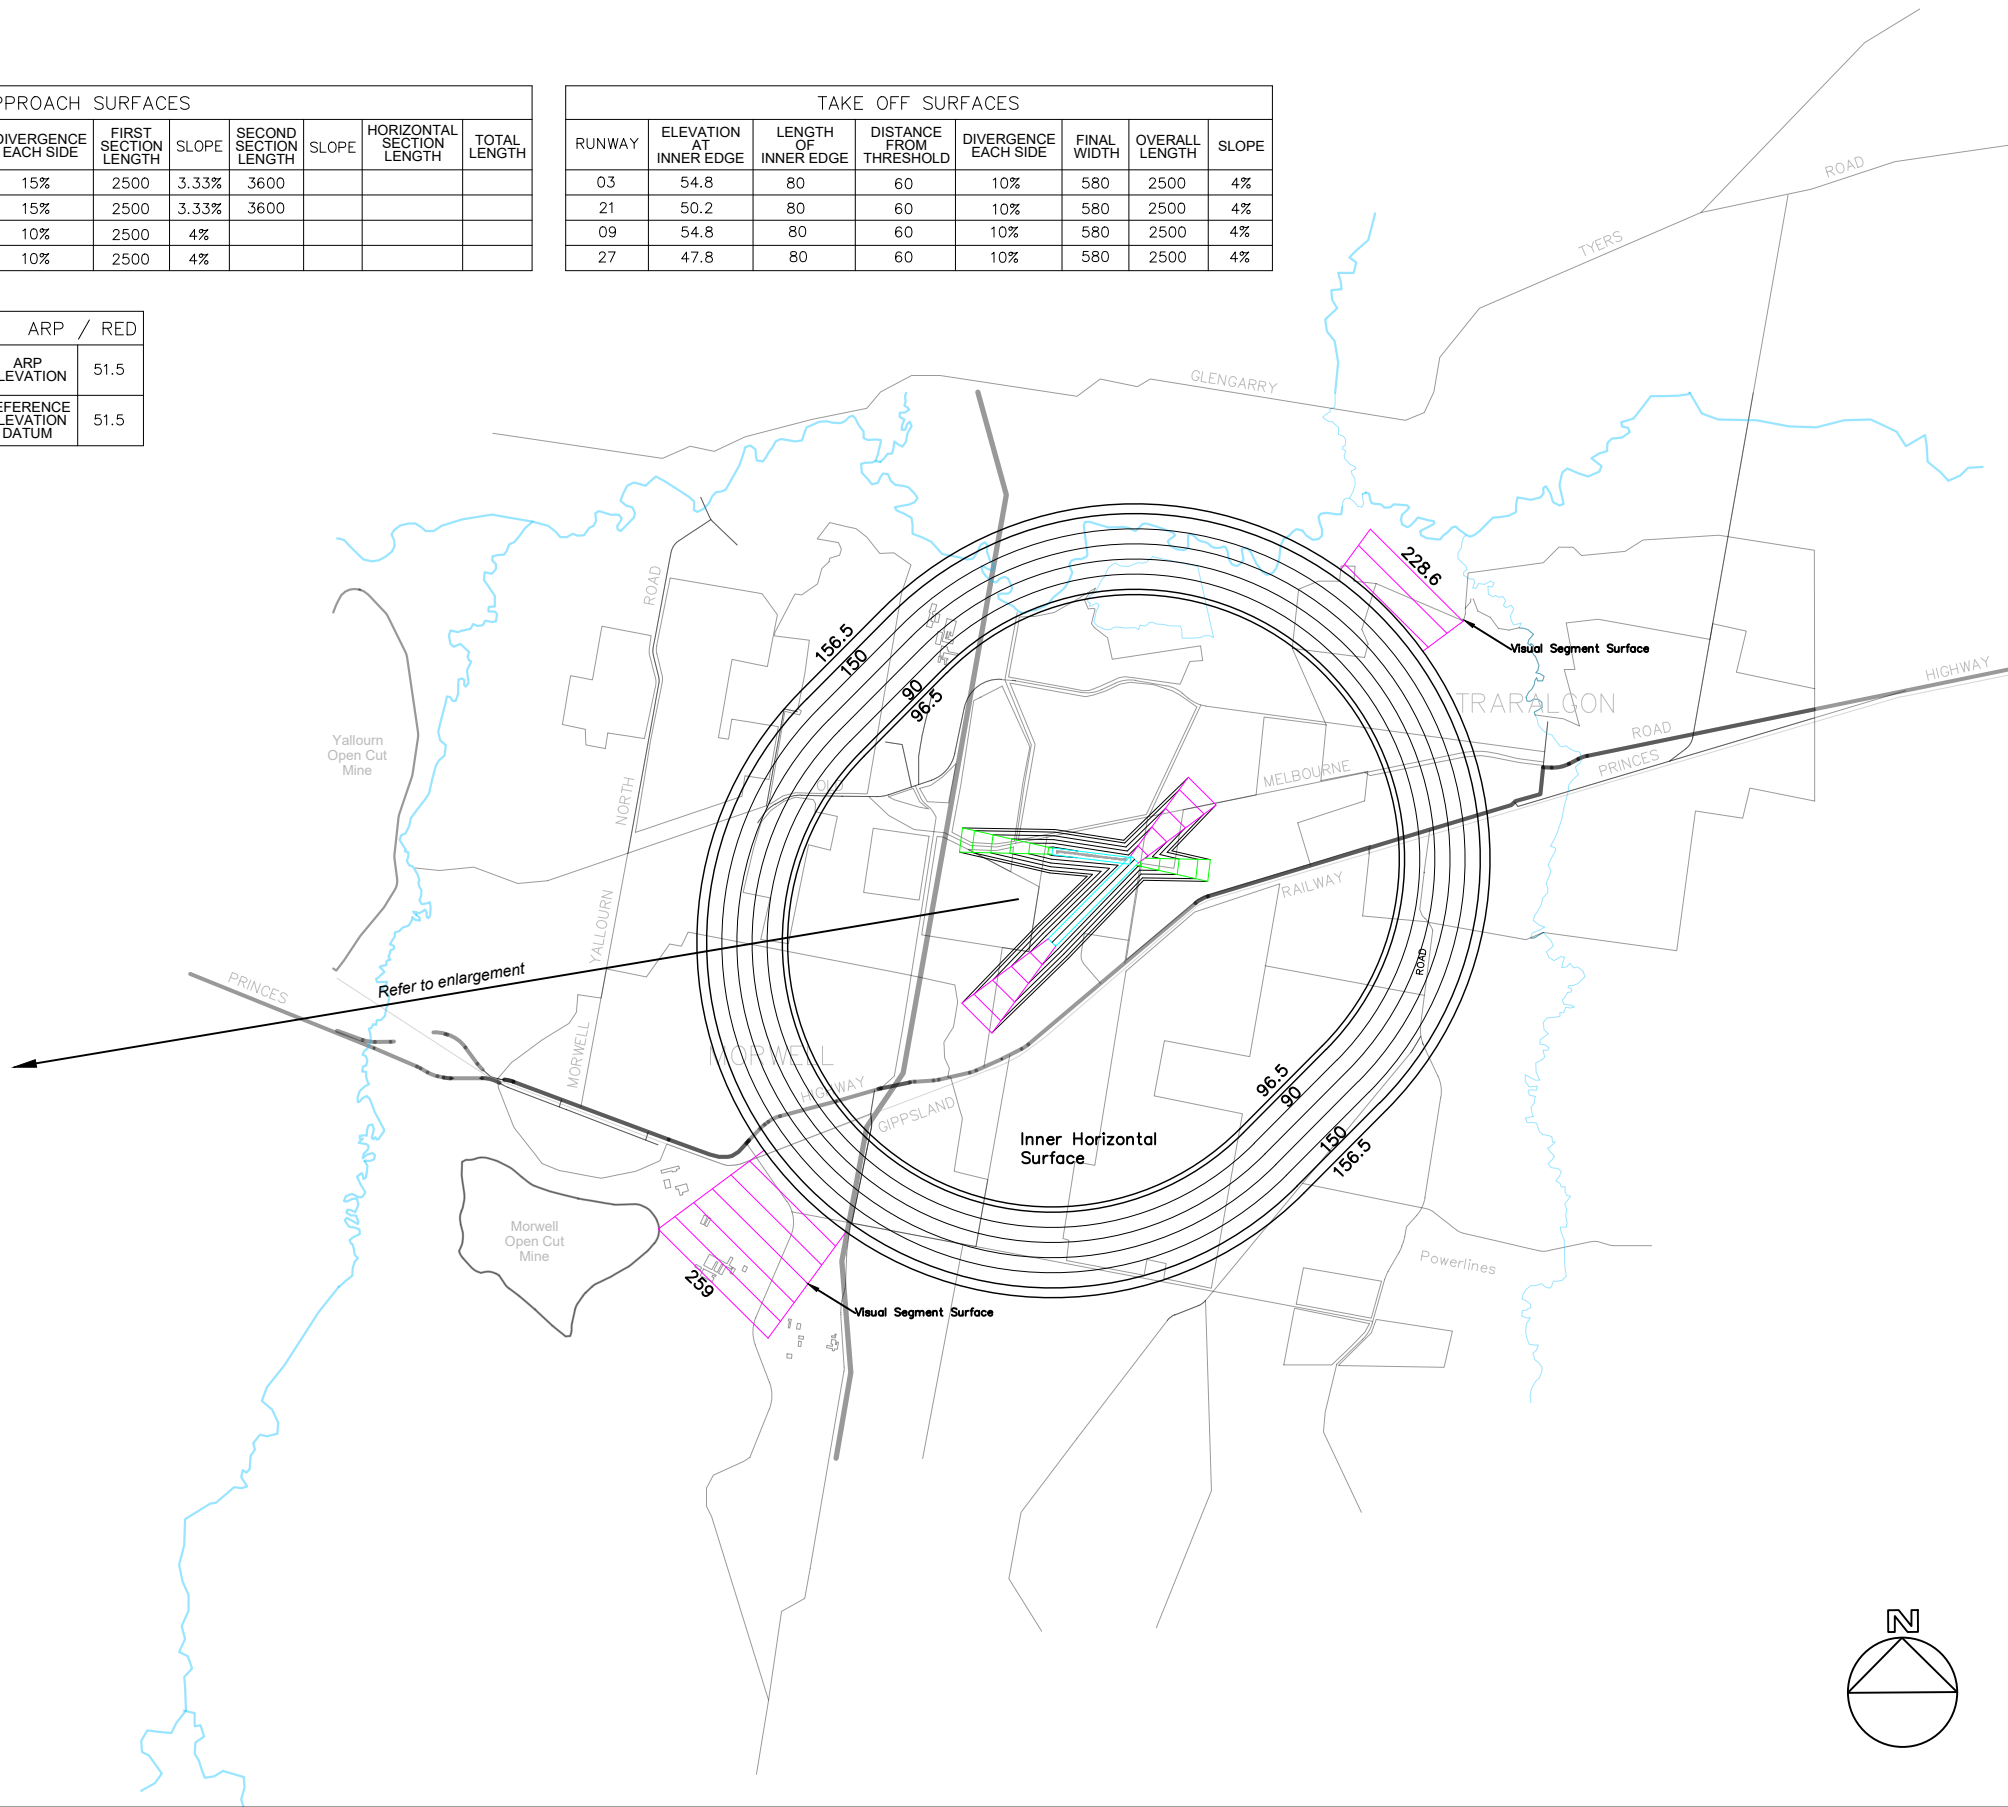 PPROACH SURFACES
DIVERGENCE EACH SIDE FIRST SECTION LENGTH SLOPE SECOND SECTION LENGTH SLOPE HORIZONTAL SECTION LENGTH TOTAL LENGTH
15% 2500 3.33% 3600
15% 2500 3.33% 3600
10% 2500 4%
10% 2500 4%
TAKE OFF SURFACES
RUNWAY ELEVATION AT INNER EDGE LENGTH OF INNER EDGE DISTANCE FROM THRESHOLD DIVERGENCE EACH SIDE FINAL WIDTH OVERALL LENGTH SLOPE
03 54.8 80 60 10% 580 2500 4%
21 50.2 80 60 10% 580 2500 4%
09 54.8 80 60 10% 580 2500 4%
27 47.8 80 60 10% 580 2500 4%
ARP / RED
ARP
LEVATION 51.5
EFERENCE
LEVATION
DATUM 51.5
ROAD
TYERS
GLENGARRY
228.6
Visual Segment Surface
TRARALGON
HIGHWAY
ROAD
PRINCES
MELBOURNE
ROAD
156.5
150
90
96.5
Yallourn
Open Cut
Mine
OLD
NORTH
RAILWAY
YALLOURN
ROAD
Refer to enlargement
PRINCES
MORWELL
MORWELL
HIGHWAY
GIPPSLAND
96.5
90
150
156.5
Inner Horizontal
Surface
Morwell
Open Cut
Mine
259
Visual Segment Surface
Powerlines
N